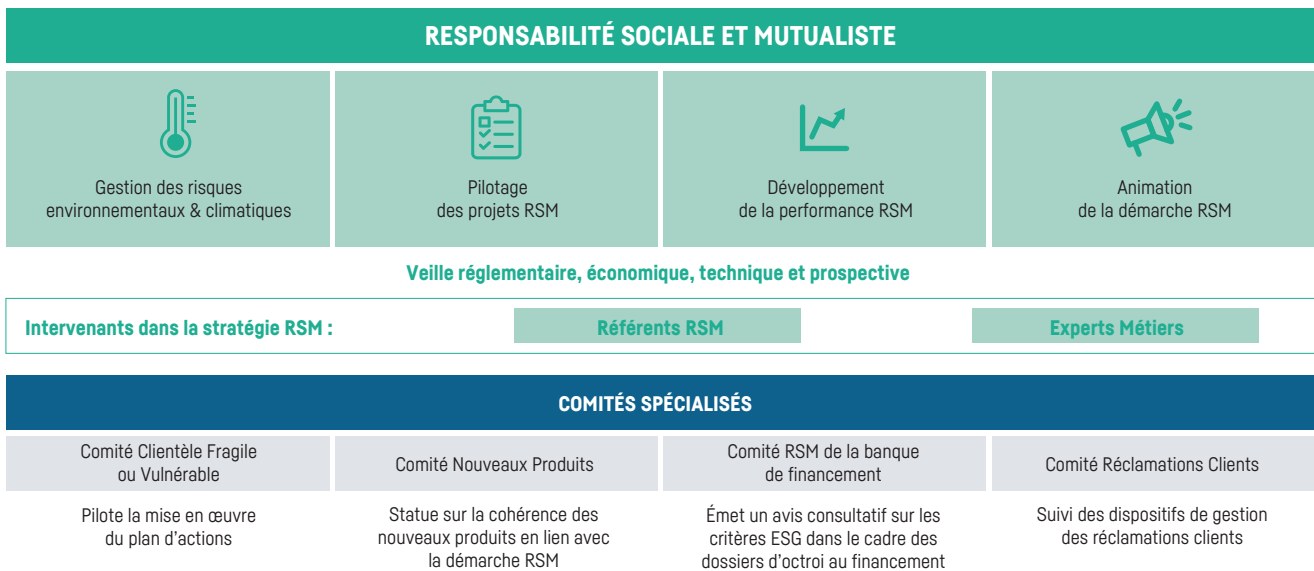 RESPONSABILITÉ SOCIALE ET MUTUALISTE
Gestion des risques
environnementaux & climatiques
Pilotage
des projets RSM
Développement
de la performance RSM
Animation
de la démarche RSM
Veille réglementaire, économique, technique et prospective
Intervenants dans la stratégie RSM :
Référents RSM
Experts Métiers
COMITÉS SPÉCIALISÉS
Comité Clientèle Fragile
ou Vulnérable
Pilote la mise en œuvre
du plan d'actions
Comité Nouveaux Produits
Statue sur la cohérence des
nouveaux produits en lien avec
la démarche RSM
Comité RSM de la banque
de financement
Émet un avis consultatif sur les
critères ESG dans le cadre des
dossiers d'octroi au financement
Comité Réclamations Clients
Suivi des dispositifs de gestion
des réclamations clients